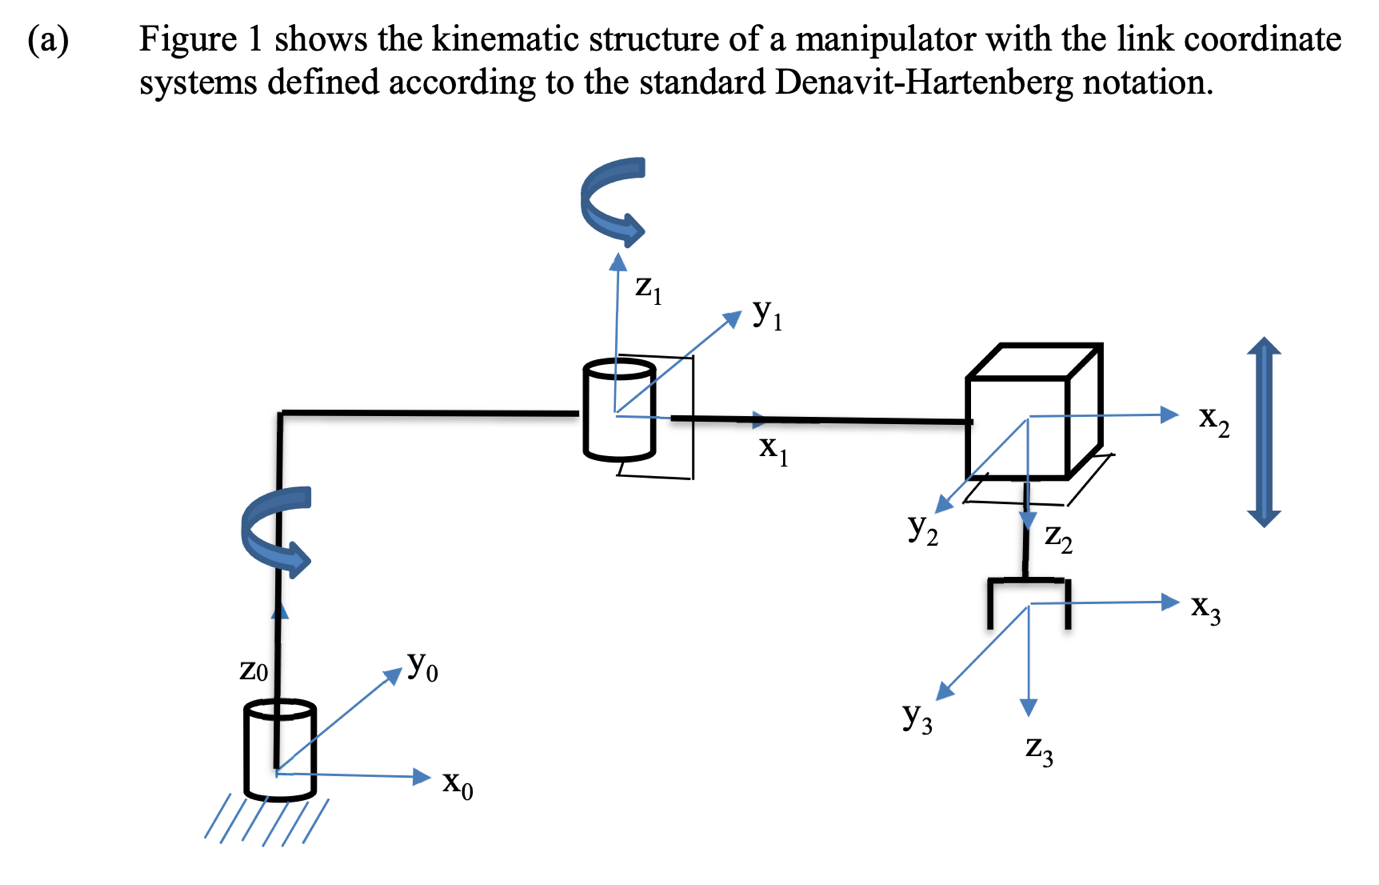 (a) Figure 1 shows the kinematic structure of a manipulator with the link coordinate
systems defined according to the standard Denavit-Hartenberg notation.
z₁
y₁
x₁
x₂
y₂
z₂
x₃
z₀
y₀
y₃
z₃
x₀